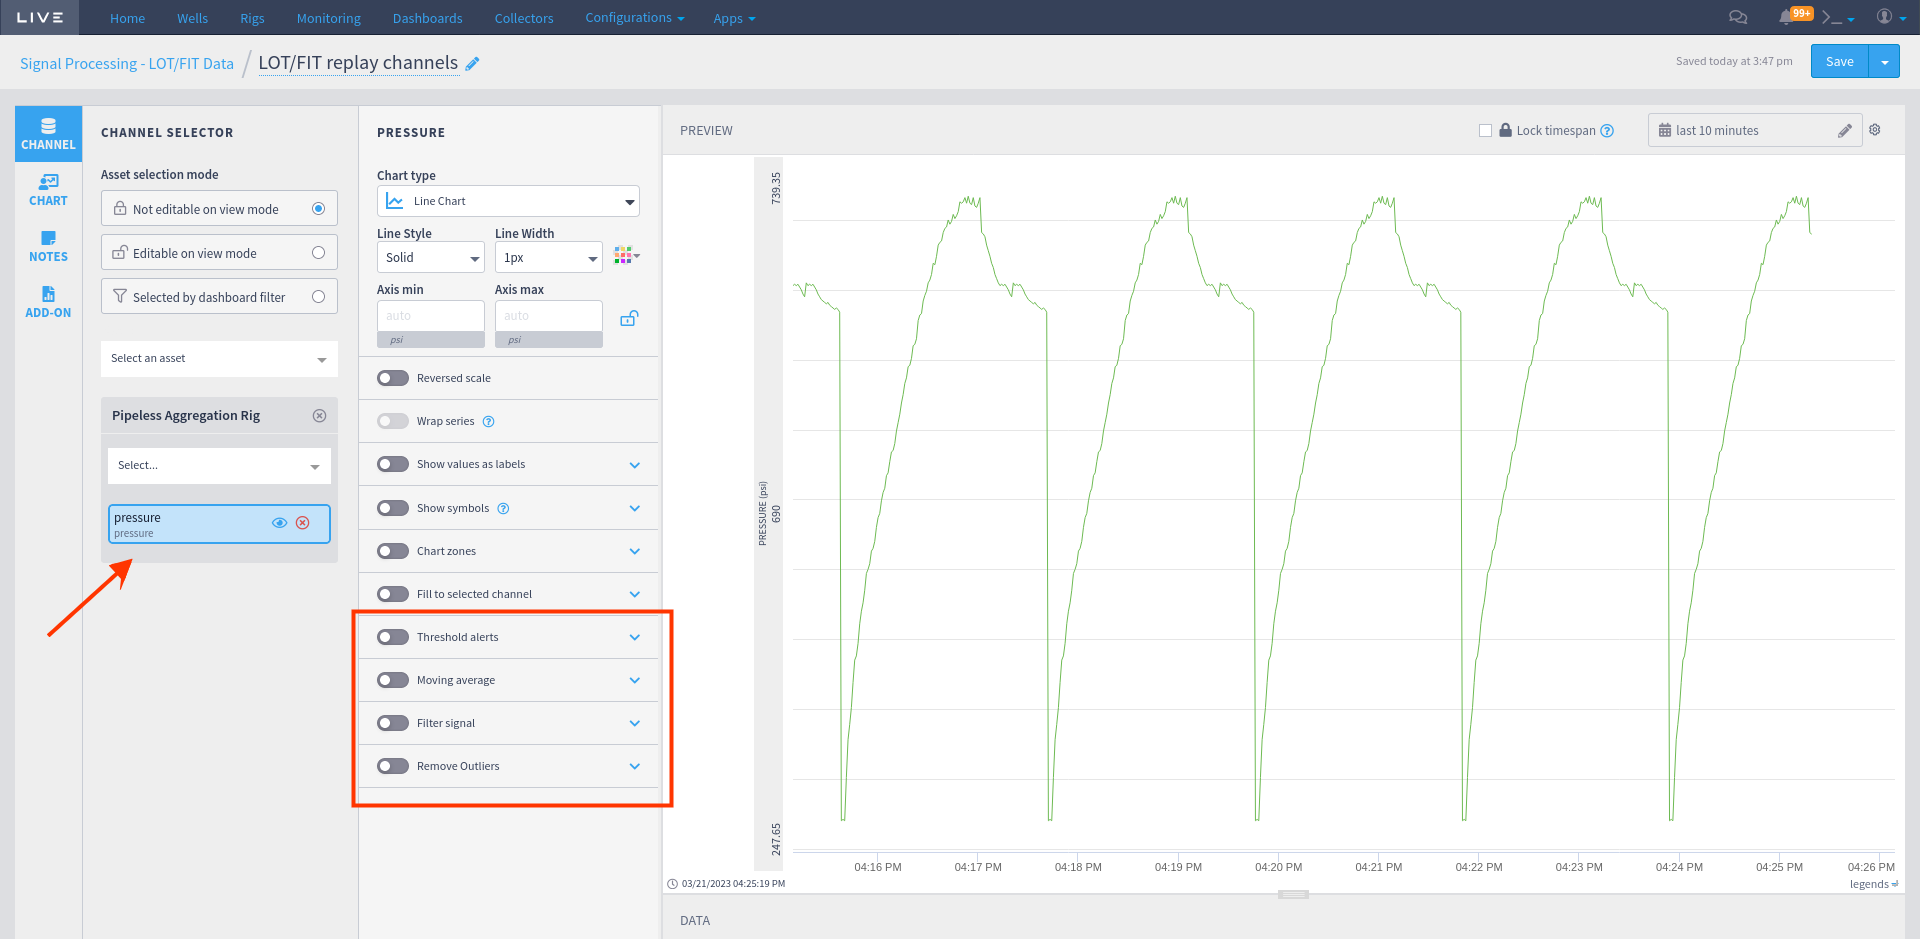 LIVE Home Wells Rigs Monitoring Dashboards Collectors Configurations Apps 99+
Signal Processing - LOT/FIT Data / LOT/FIT replay channels
Saved today at 3:47 pm Save
CHANNEL
CHART
NOTES
ADD-ON
CHANNEL SELECTOR
Asset selection mode
Not editable on view mode
Editable on view mode
Selected by dashboard filter
Select an asset
Pipeless Aggregation Rig
Select...
pressure
pressure
PRESSURE
Chart type
Line Chart
Line Style Line Width
Solid 1px
Axis min Axis max
auto auto
psi psi
Reversed scale
Wrap series ?
Show values as labels
Show symbols ?
Chart zones
Fill to selected channel
Threshold alerts
Moving average
Filter signal
Remove Outliers
PREVIEW
Lock timespan ?
last 10 minutes
739.35
PRESSURE (psi)
690
247.65
04:16 PM 04:17 PM 04:18 PM 04:19 PM 04:20 PM 04:21 PM 04:22 PM 04:23 PM 04:24 PM 04:25 PM 04:26 PM
03/21/2023 04:25:19 PM
legends
DATA